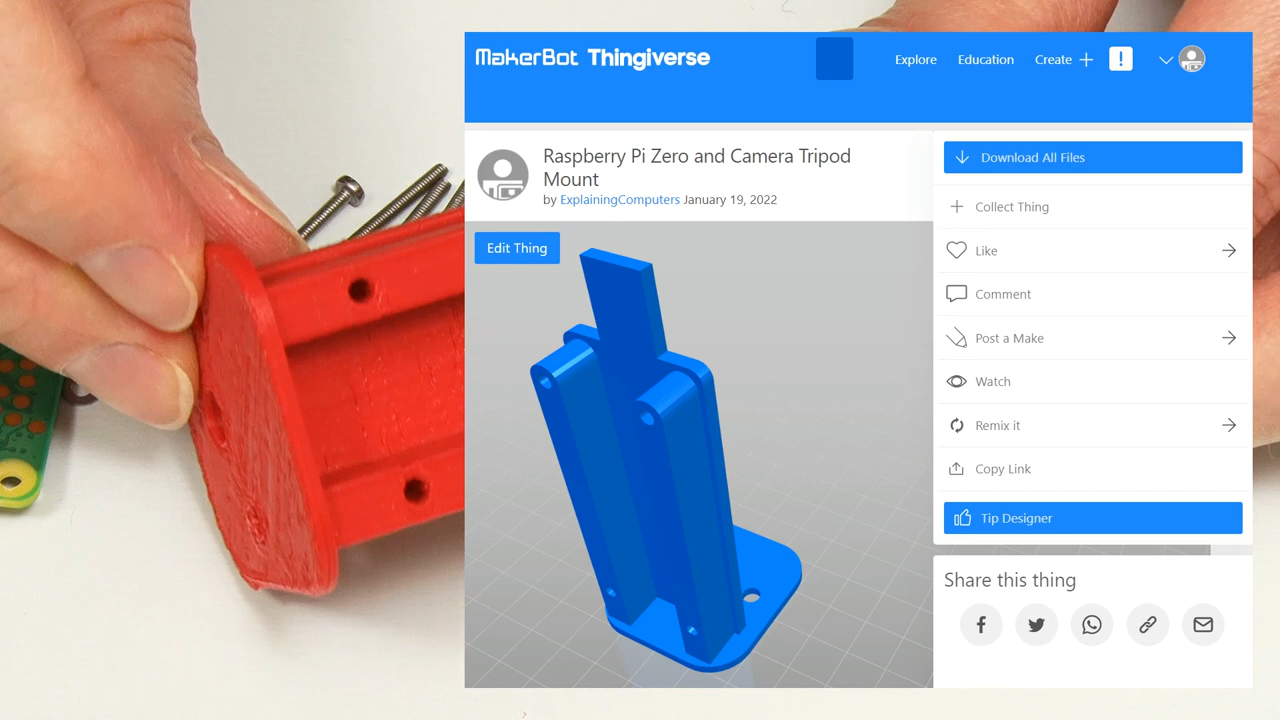 MakerBot Thingiverse
Explore Education Create
Raspberry Pi Zero and Camera Tripod
Mount
by ExplainingComputers January 19, 2022
Edit Thing
Download All Files
Collect Thing
Like
Comment
Post a Make
Watch
Remix it
Copy Link
Tip Designer
Share this thing